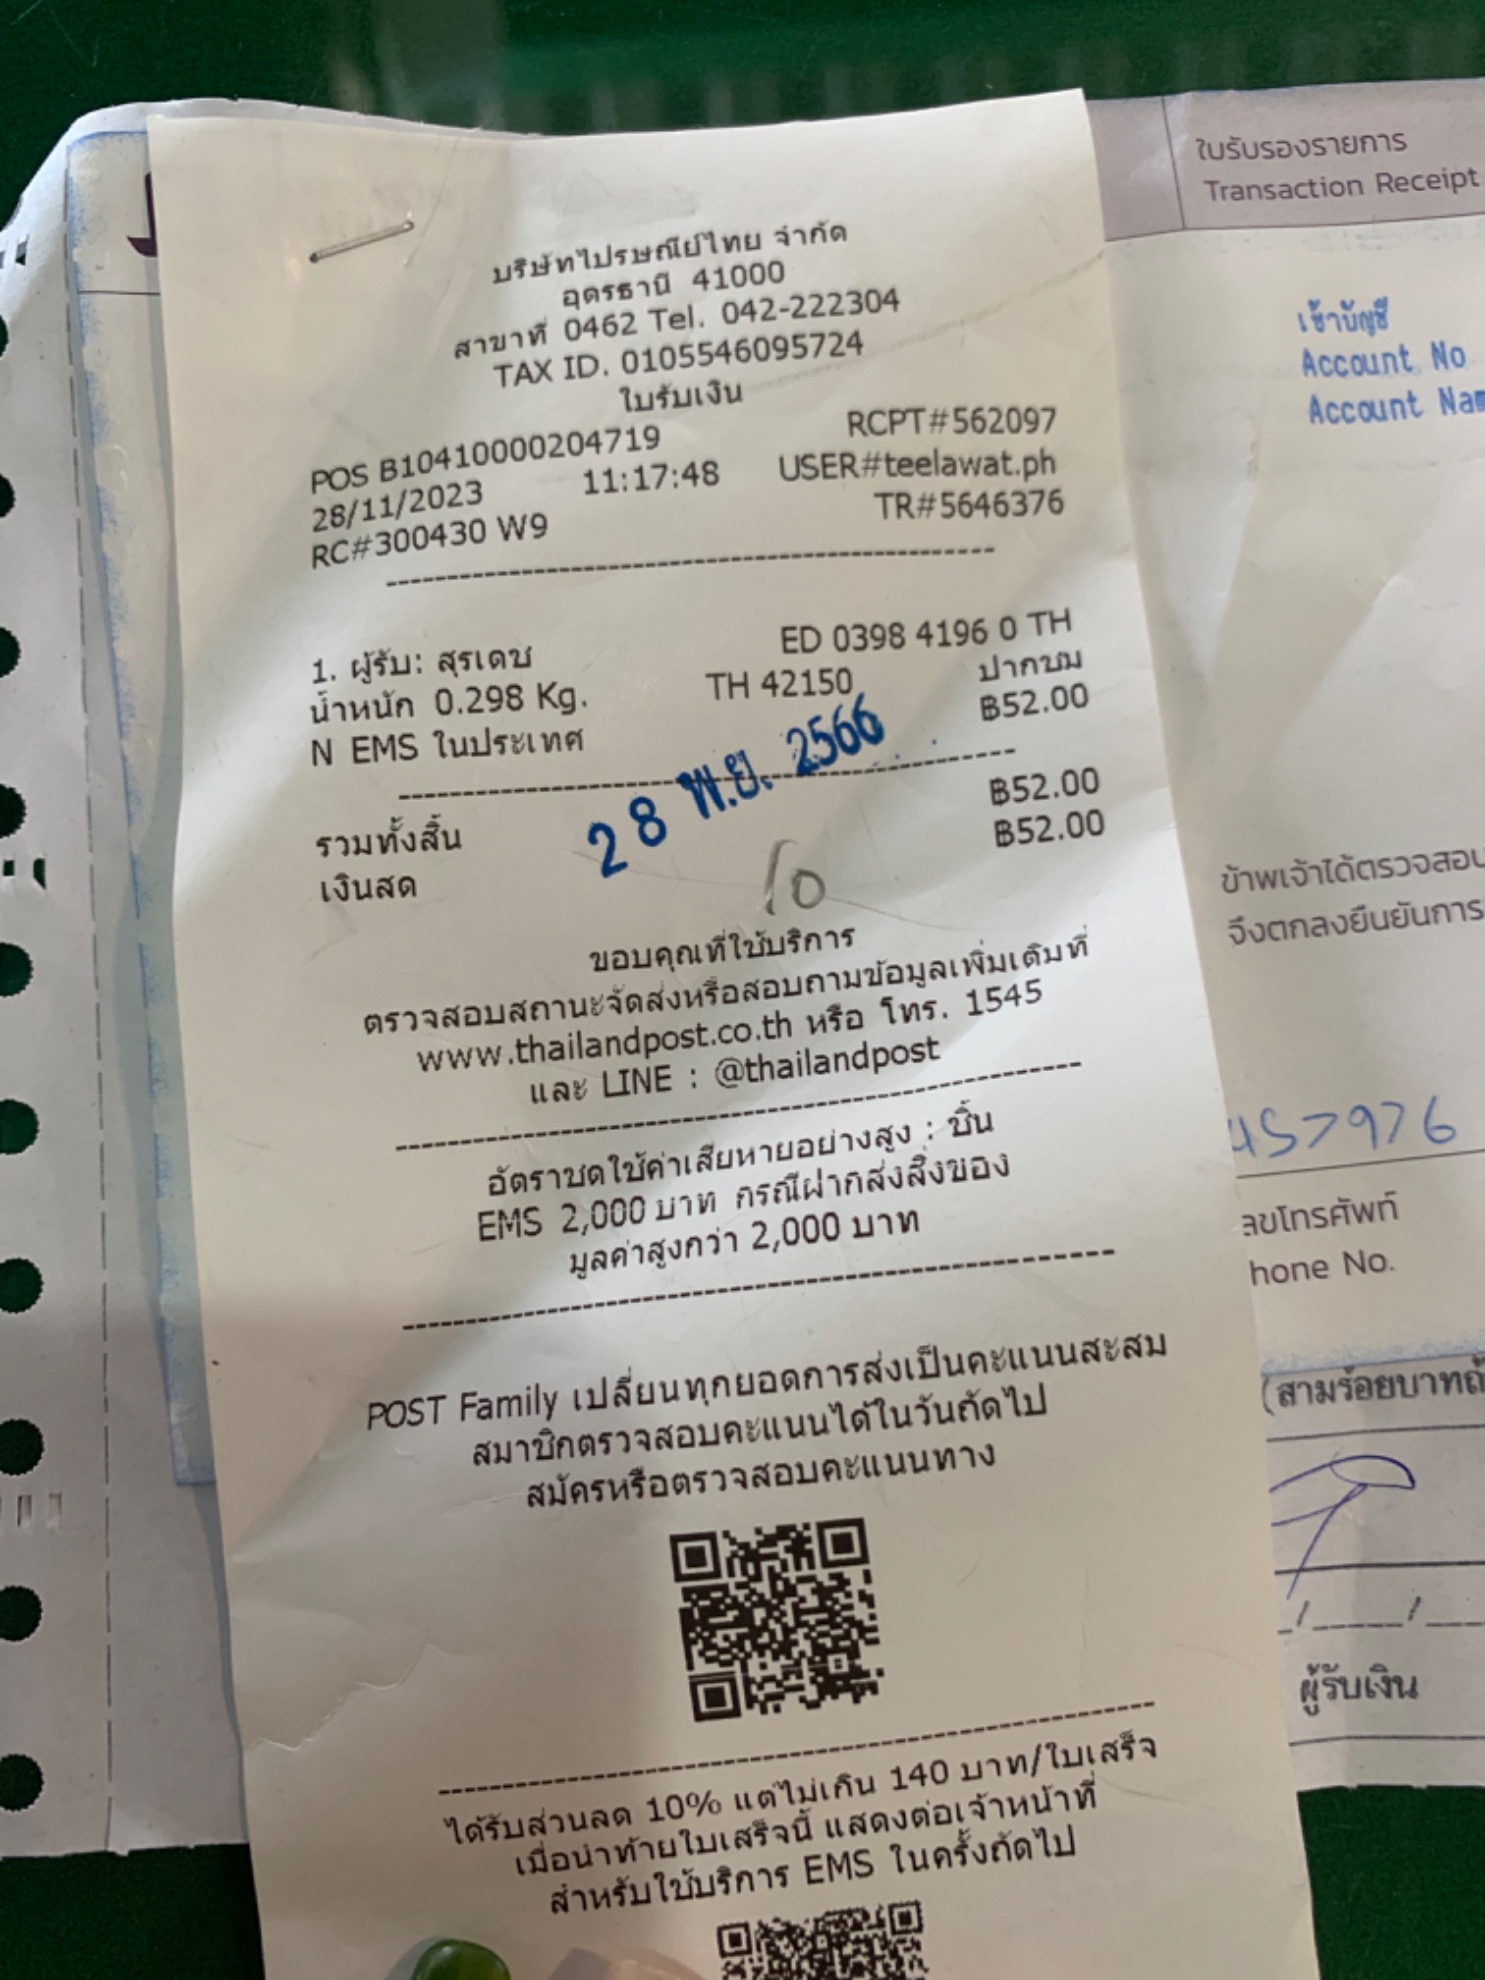 บริษัทไปรษณีย์ไทย จำกัด
อุดรธานี 41000
สาขาที่ 0462 Tel. 042-222304
TAX ID. 0105546095724
ใบรับเงิน
POS B10410000204719 RCPT#562097
28/11/2023 11:17:48 USER#teelawat.ph
RC#300430 W9 TR#5646376
1. ผู้รับ: สุรเดช ED 0398 4196 0 TH
น้ำหนัก 0.298 Kg. TH 42150 ปากชม
N EMS ในประเทศ ฿52.00
28 พ.ย. 2566
รวมทั้งสิ้น ฿52.00
เงินสด ฿52.00
10
ขอบคุณที่ใช้บริการ
ตรวจสอบสถานะจัดส่งหรือสอบถามข้อมูลเพิ่มเติมที่
www.thailandpost.co.th หรือ โทร. 1545
และ LINE : @thailandpost
อัตราชดใช้ค่าเสียหายอย่างสูง : ชิ้น
EMS 2,000 บาท กรณีฝากส่งสิ่งของ
มูลค่าสูงกว่า 2,000 บาท
POST Family เปลี่ยนทุกยอดการส่งเป็นคะแนนสะสม
สมาชิกตรวจสอบคะแนนได้ในวันถัดไป
สมัครหรือตรวจสอบคะแนนทาง
ได้รับส่วนลด 10% แต่ไม่เกิน 140 บาท/ใบเสร็จ
เมื่อนำท้ายใบเสร็จนี้ แสดงต่อเจ้าหน้าที่
สำหรับใช้บริการ EMS ในครั้งถัดไป
ใบรับรองรายการ
Transaction Receipt
เข้าบัญชี
Account No
Account Nam
ข้าพเจ้าได้ตรวจสอบ
จึงตกลงยืนยันการ
457976
ลขโทรศัพท์
hone No.
(สามร้อยบาทถ้
ผู้รับเงิน